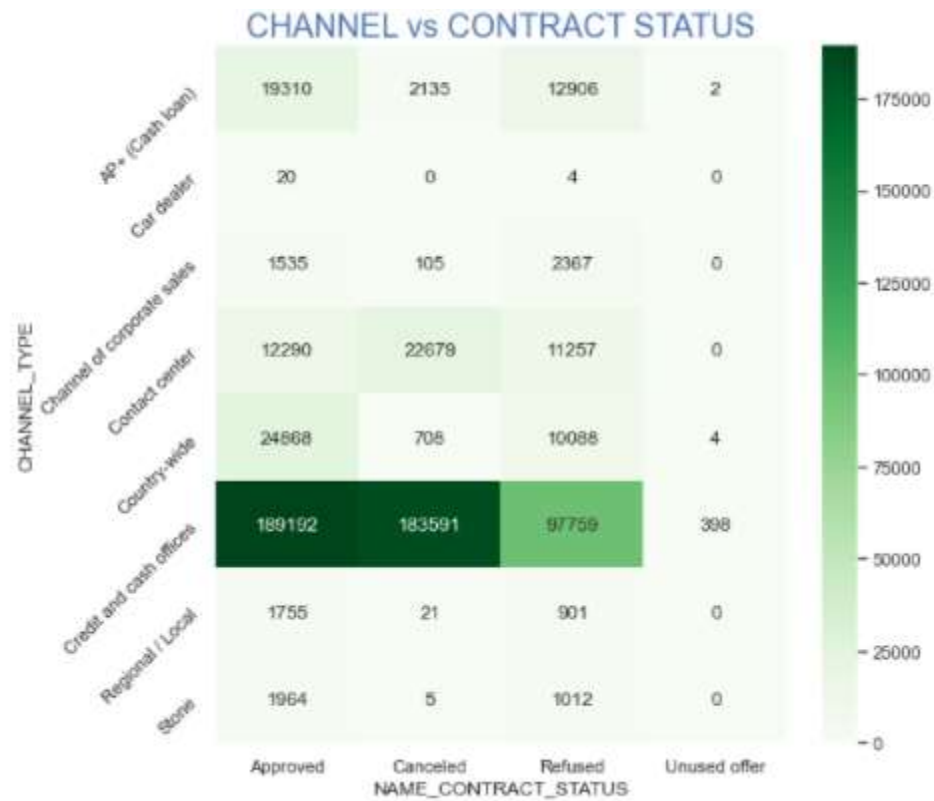 CHANNEL vs CONTRACT STATUS
CHANNEL_TYPE
AP+ (Cash loan) 19310 2135 12906 2
Car dealer 20 0 4 0
Channel of corporate sales 1535 105 2367 0
Contact center 12290 22679 11257 0
Country-wide 24868 708 10088 4
Credit and cash offices 189192 183591 97759 398
Regional / Local 1755 21 901 0
Stone 1964 5 1012 0
Approved Canceled Refused Unused offer
NAME_CONTRACT_STATUS
175000
150000
125000
100000
75000
50000
25000
0